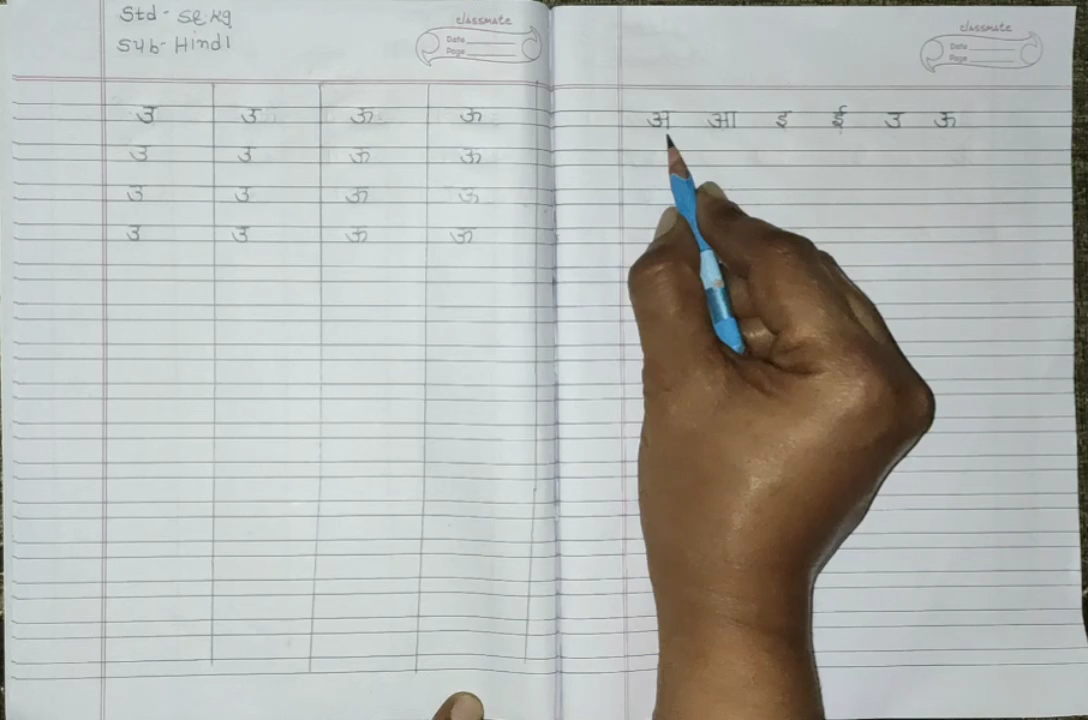 Std- Sr.kg
Sub-Hindi
classmate
Date
Page
उ उ ऊ ऊ
उ उ ऊ ऊ
उ उ ऊ ऊ
उ उ ऊ ऊ
classmate
Date
Page
अ आ इ ई उ ऊ